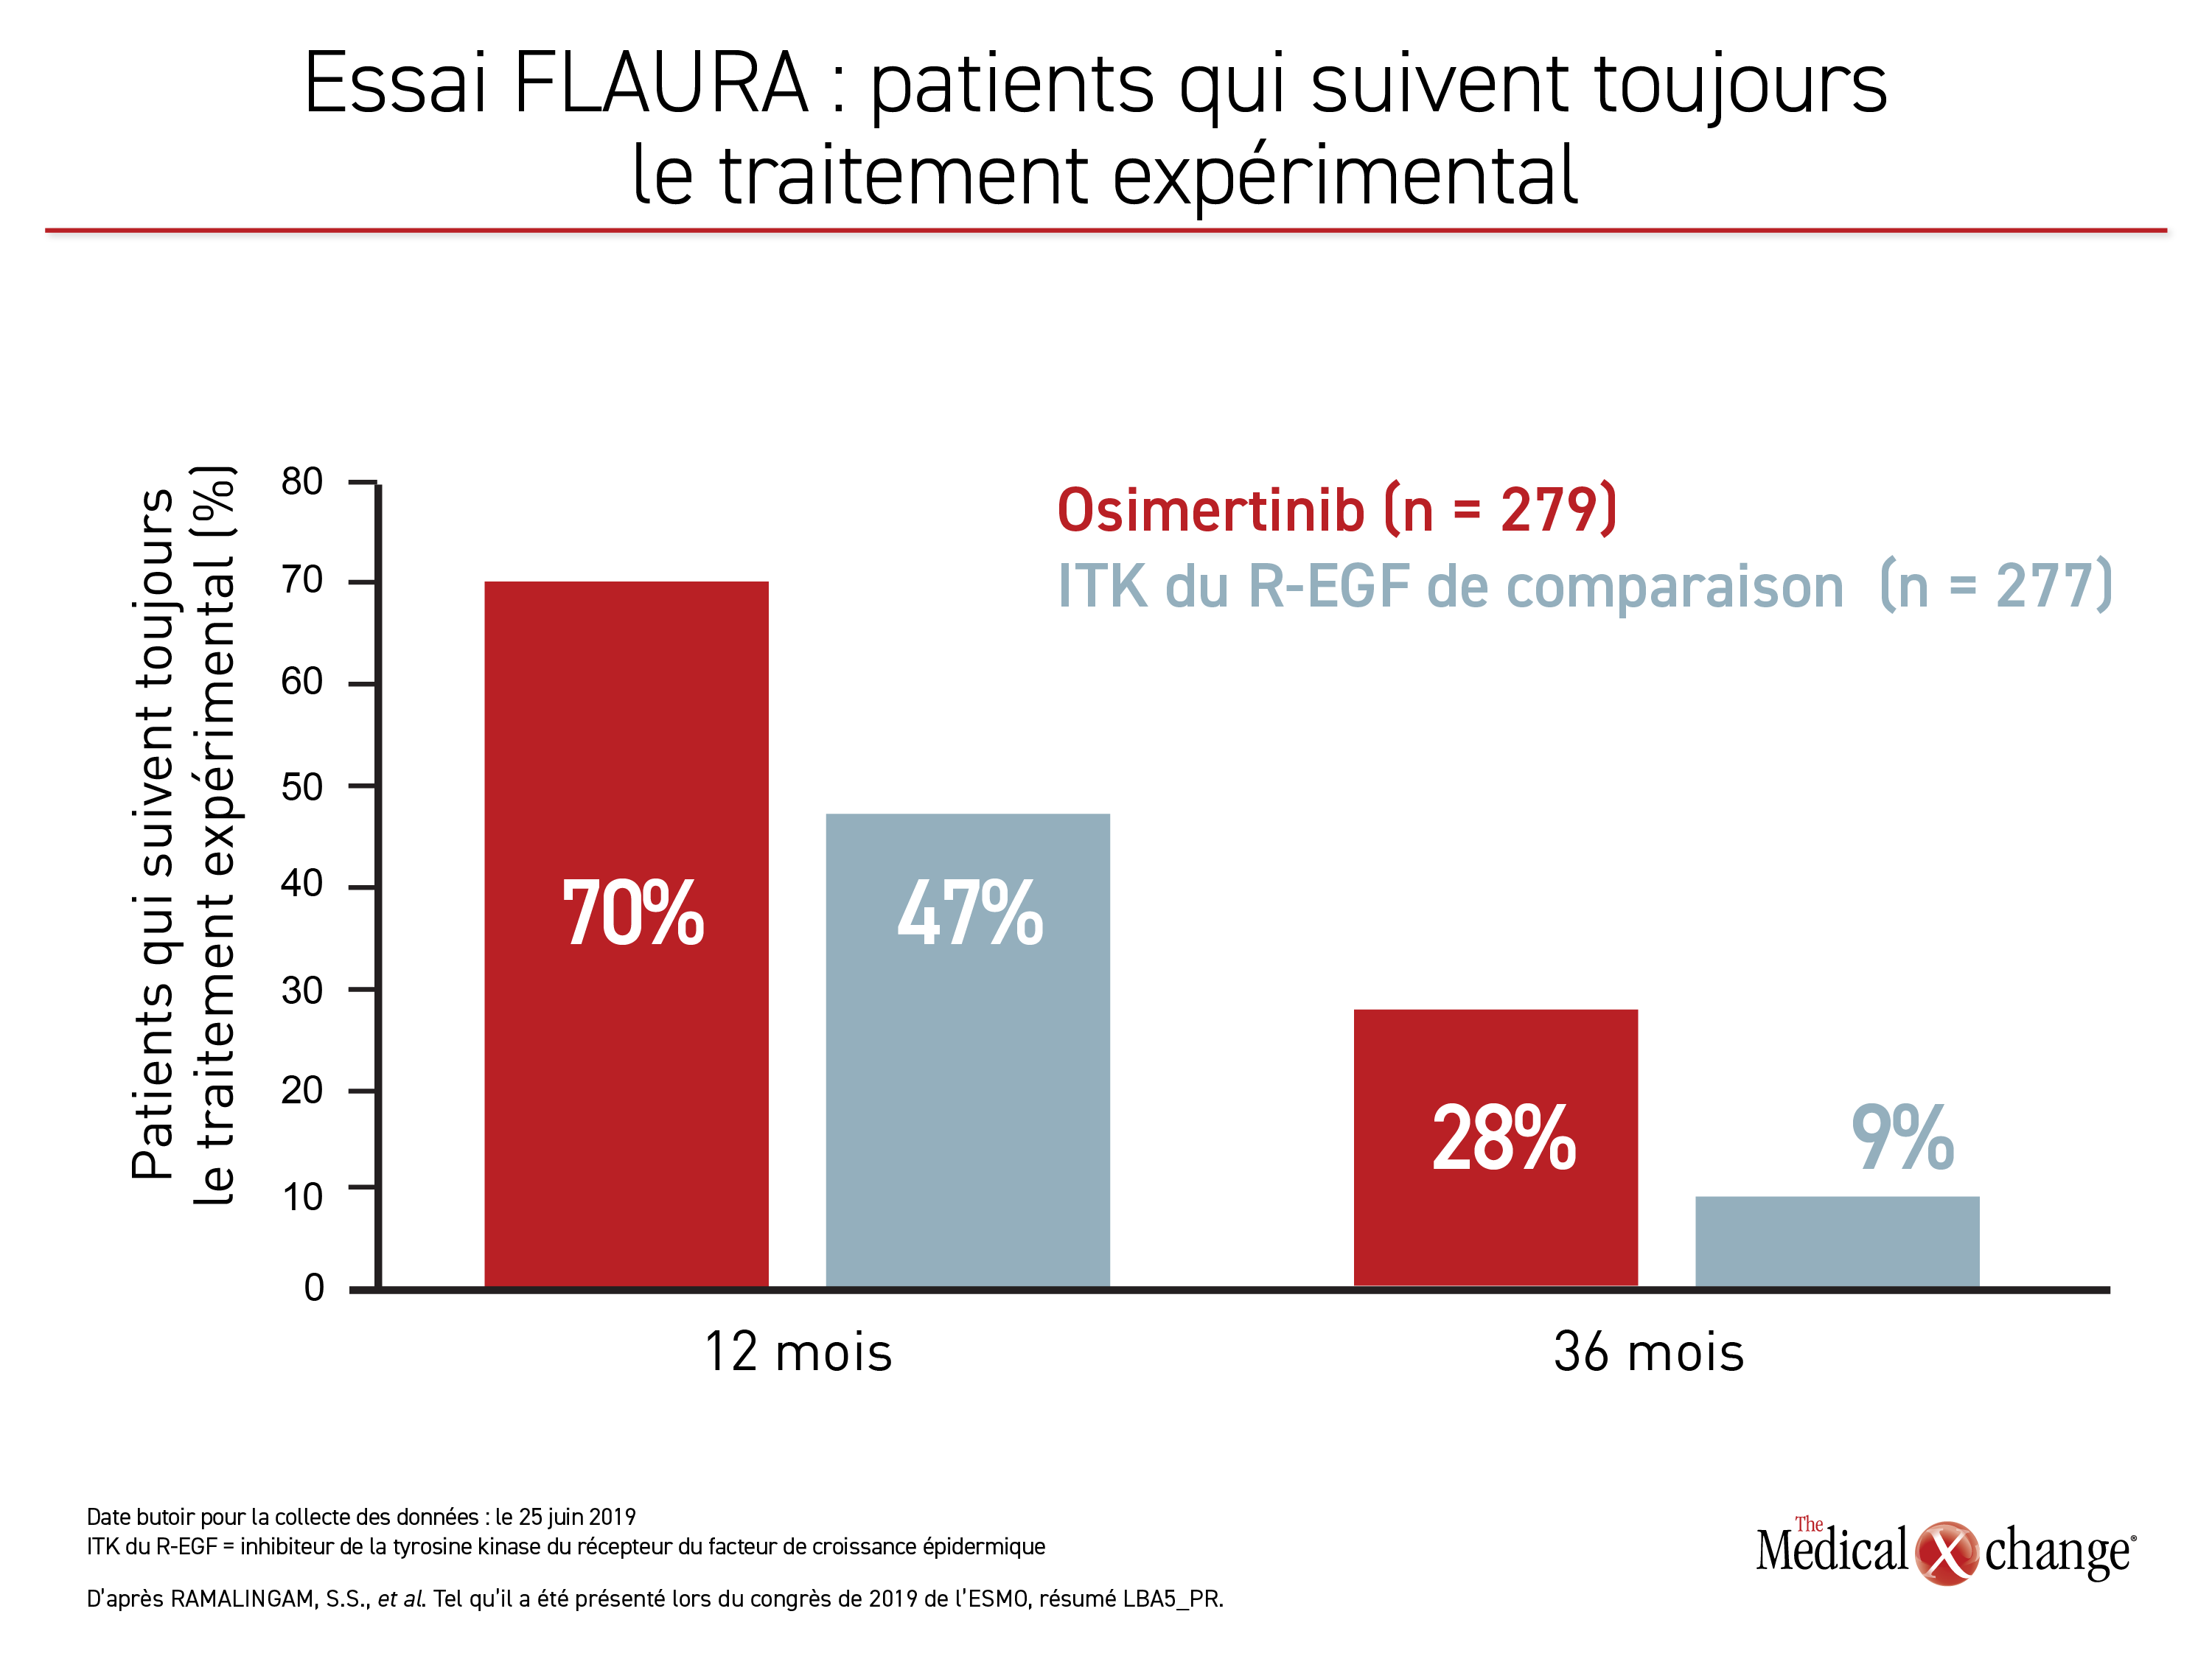 Essai FLAURA : patients qui suivent toujours
le traitement expérimental
Patients qui suivent toujours
le traitement expérimental (%)
80
70
60
50
40
30
20
10
0
Osimertinib (n = 279)
ITK du R-EGF de comparaison (n = 277)
70%
47%
28%
9%
12 mois
36 mois
Date butoir pour la collecte des données : le 25 juin 2019
ITK du R-EGF = inhibiteur de la tyrosine kinase du récepteur du facteur de croissance épidermique
D’après RAMALINGAM, S.S., et al. Tel qu’il a été présenté lors du congrès de 2019 de l’ESMO, résumé LBA5_PR.
The
Medical X change®